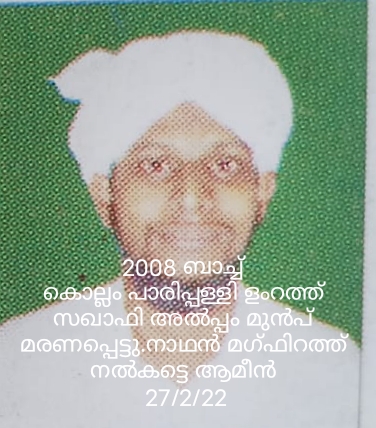 2008 ബാച്ച്
കൊല്ലം പാരിപ്പള്ളി ളംറത്ത്
സഖാഫി അൽപ്പം മുൻപ്
മരണപ്പെട്ടു.നാഥൻ മഗ്ഫിറത്ത്
നൽകട്ടെ ആമീൻ
27/2/22